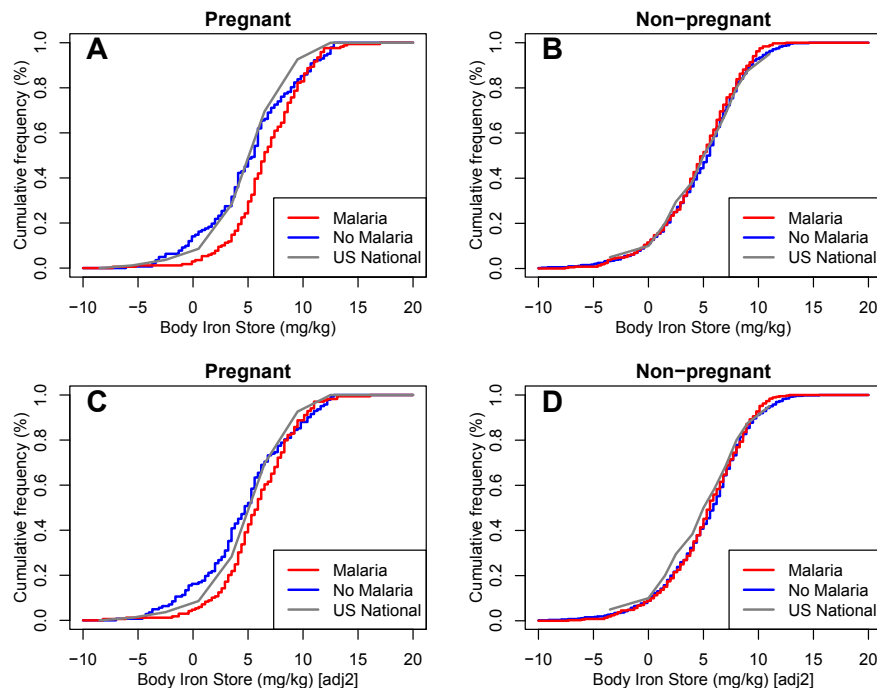 Pregnant
A
Cumulative frequency (%)
0.0 0.2 0.4 0.6 0.8 1.0
Malaria
No Malaria
US National
−10 −5 0 5 10 15 20
Body Iron Store (mg/kg)
Non−pregnant
B
Cumulative frequency (%)
0.0 0.2 0.4 0.6 0.8 1.0
Malaria
No Malaria
US National
−10 −5 0 5 10 15 20
Body Iron Store (mg/kg)
Pregnant
C
Cumulative frequency (%)
0.0 0.2 0.4 0.6 0.8 1.0
Malaria
No Malaria
US National
−10 −5 0 5 10 15 20
Body Iron Store (mg/kg) [adj2]
Non−pregnant
D
Cumulative frequency (%)
0.0 0.2 0.4 0.6 0.8 1.0
Malaria
No Malaria
US National
−10 −5 0 5 10 15 20
Body Iron Store (mg/kg) [adj2]